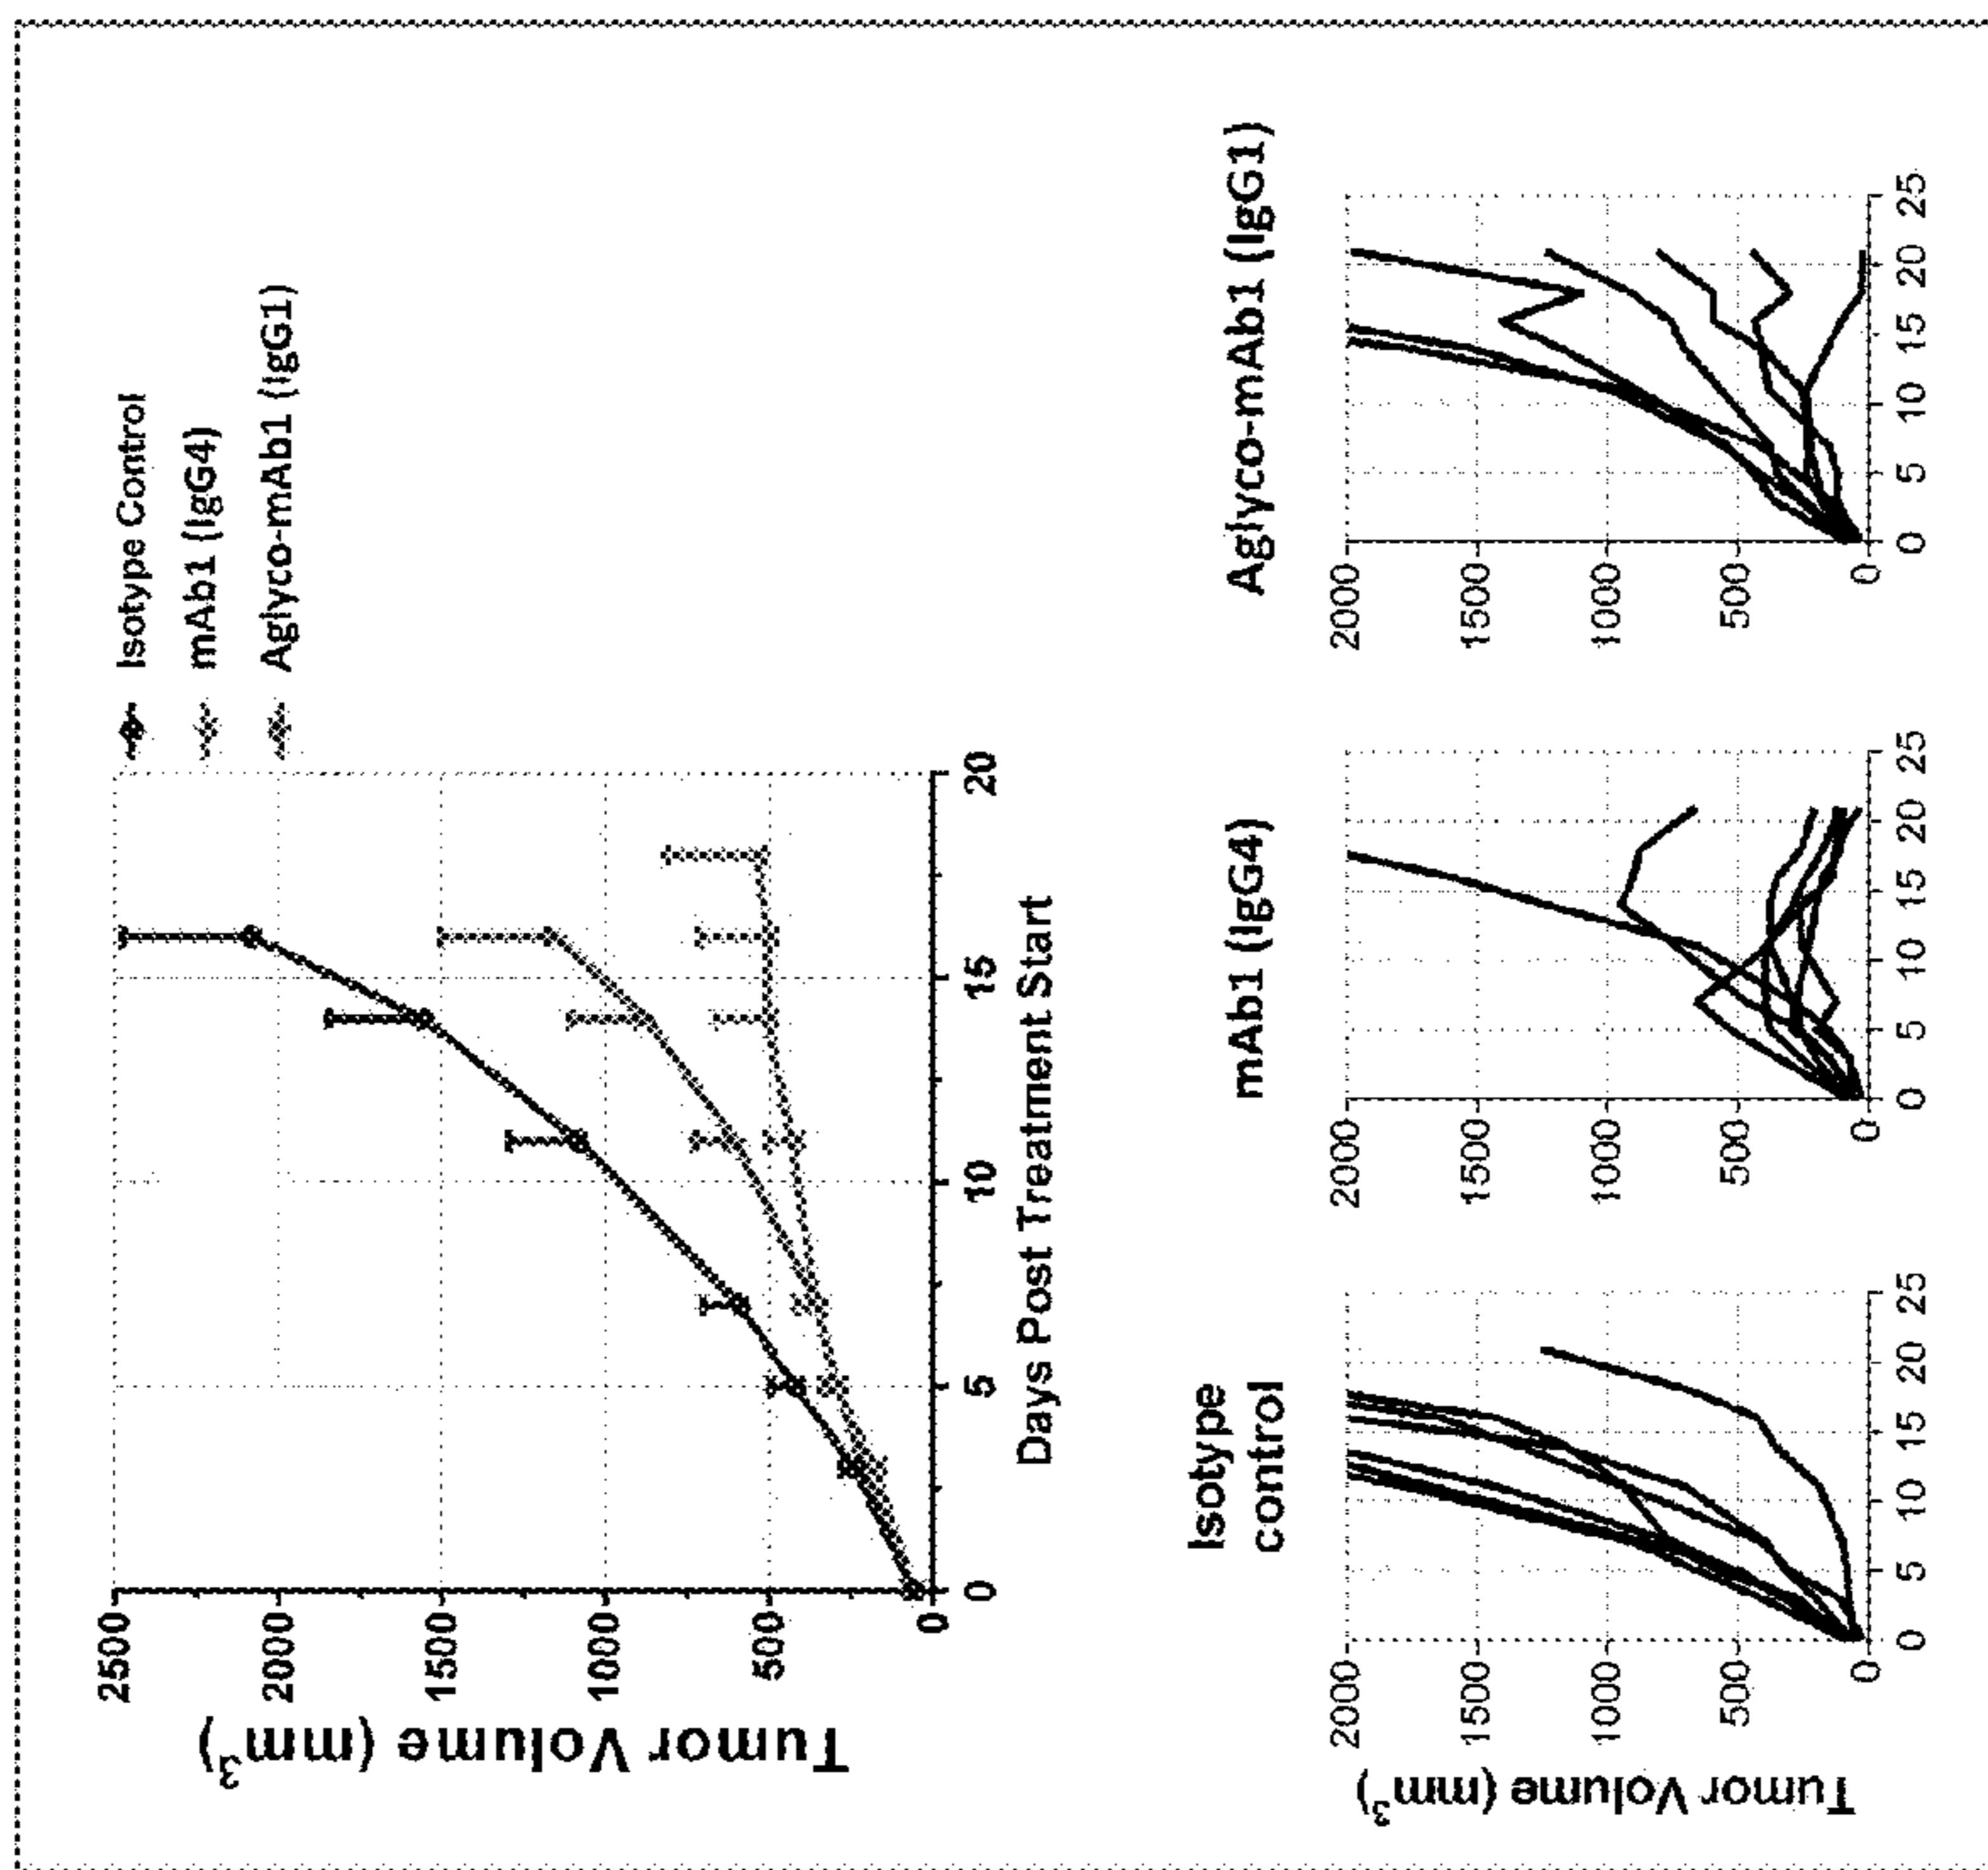 Isotype Control
mAb1 (IgG4)
Aglyco-mAb1 (IgG1)
Tumor Volume (mm³)
2500
2000
1500
1000
500
0
0 5 10 15 20
Days Post Treatment Start
Isotype
control
Tumor Volume (mm³)
2000
1500
1000
500
0
0 5 10 15 20 25
mAb1 (IgG4)
2000
1500
1000
500
0
0 5 10 15 20 25
Aglyco-mAb1 (IgG1)
2000
1500
1000
500
0
0 5 10 15 20 25